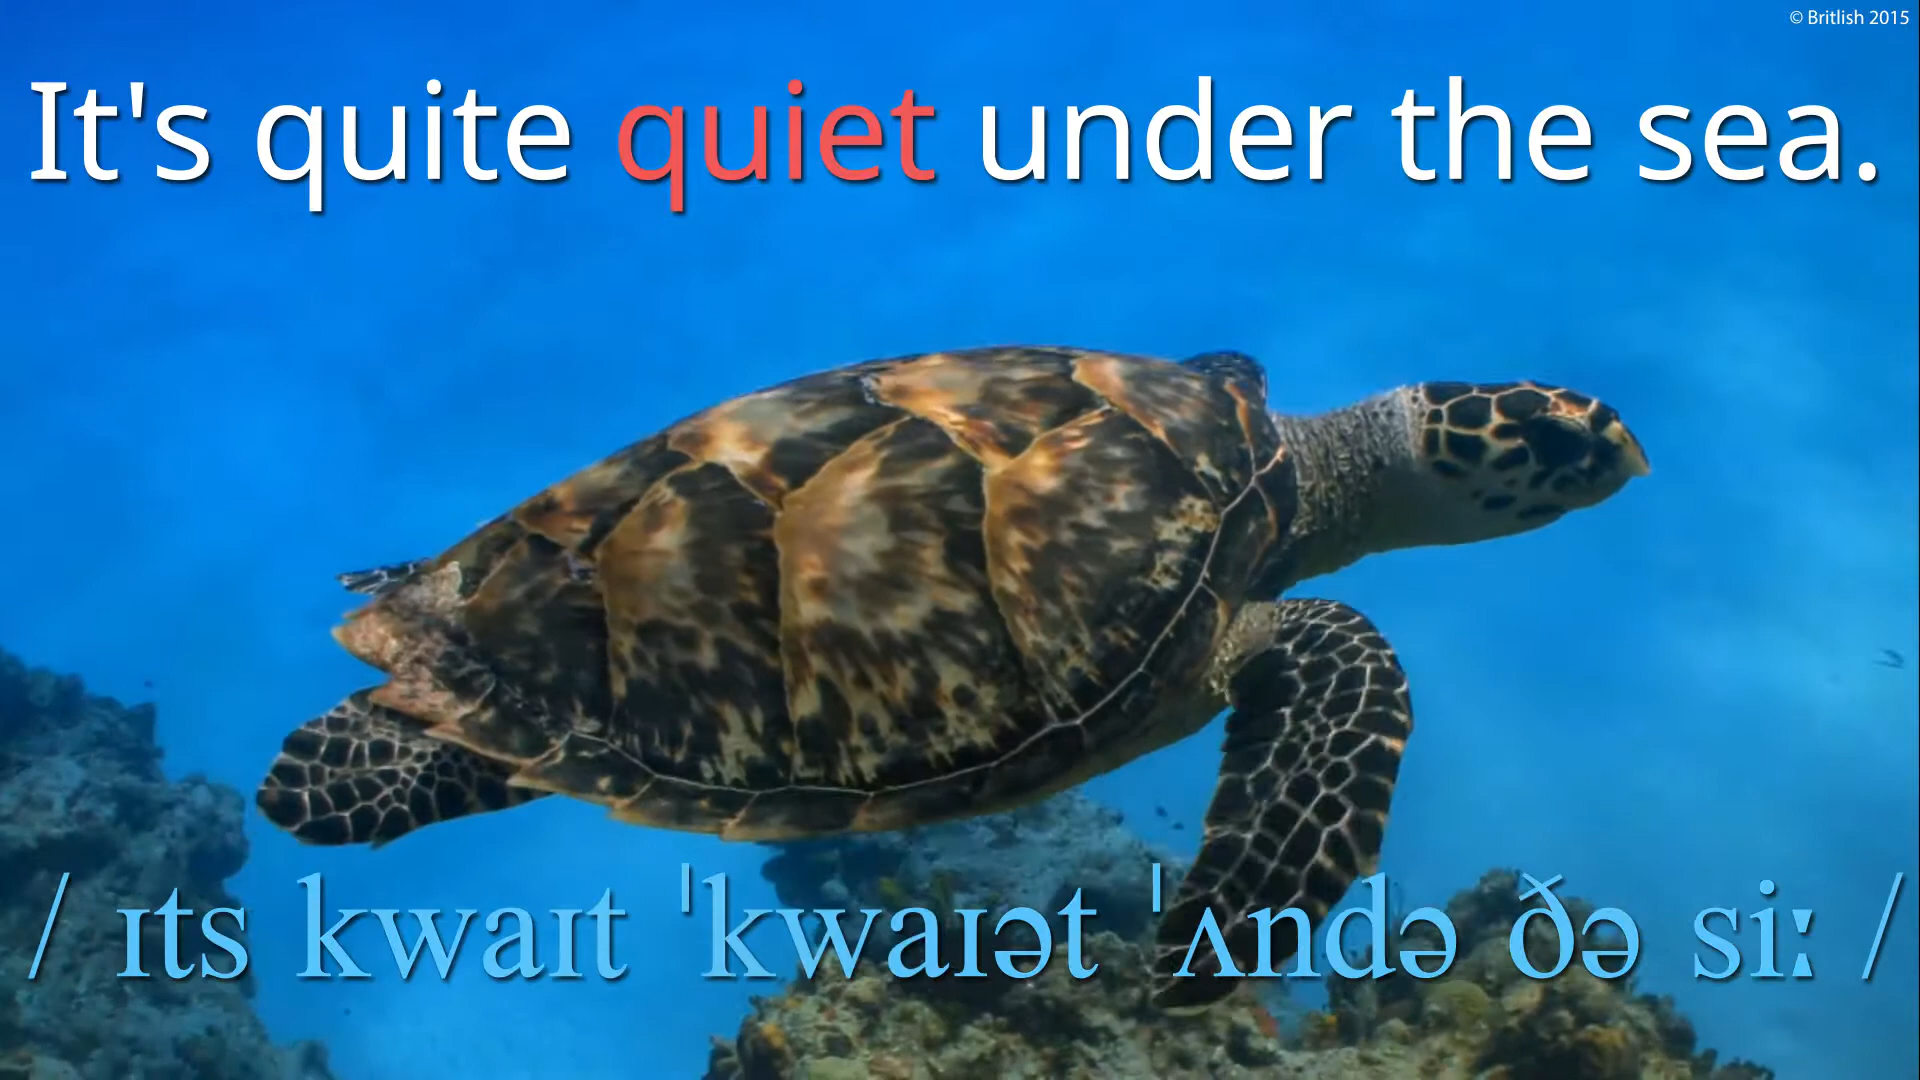 © Britlish 2015
It's quite quiet under the sea.
/ ɪts kwaɪt ˈkwaɪət ˈʌndə ðə siː /